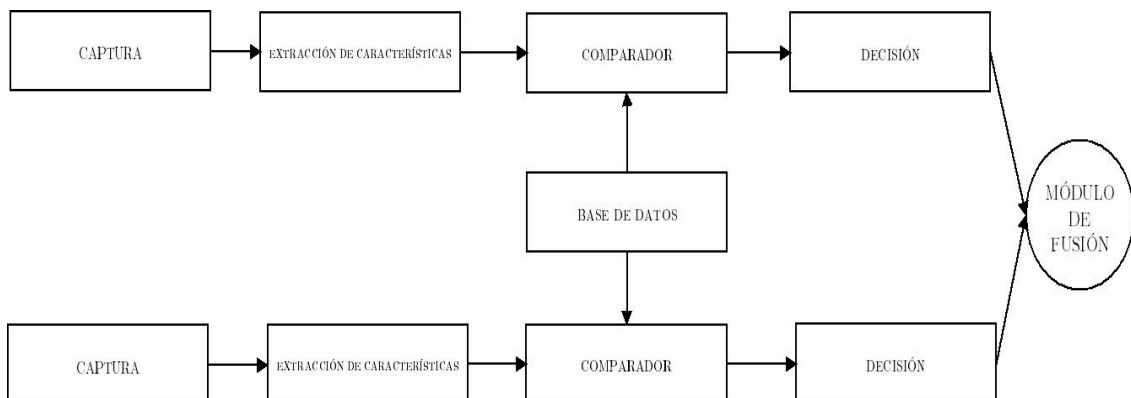 CAPTURA
EXTRACCIÓN DE CARACTERÍSTICAS
COMPARADOR
DECISIÓN
BASE DE DATOS
MÓDULO
DE
FUSIÓN
CAPTURA
EXTRACCIÓN DE CARACTERÍSTICAS
COMPARADOR
DECISIÓN